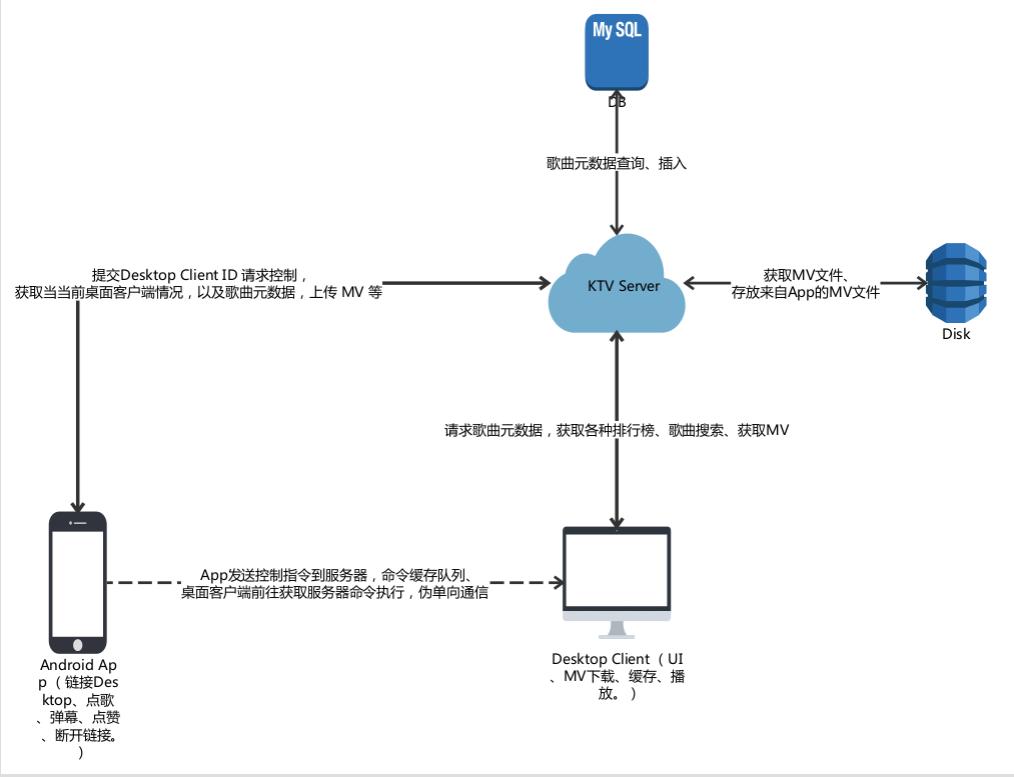 My SQL
DB
歌曲元数据查询、插入
提交Desktop Client ID 请求控制，
获取当当前桌面客户端情况，以及歌曲元数据，上传 MV 等
KTV Server
获取MV文件、
存放来自App的MV文件
Disk
请求歌曲元数据，获取各种排行榜、歌曲搜索、获取MV
App发送控制指令到服务器，命令缓存队列、
桌面客户端前往获取服务器命令执行，伪单向通信
Android Ap
p（链接Des
ktop、点歌
、弹幕、点赞
、断开链接。
）
Desktop Client（UI
、MV下载、缓存、播
放。）